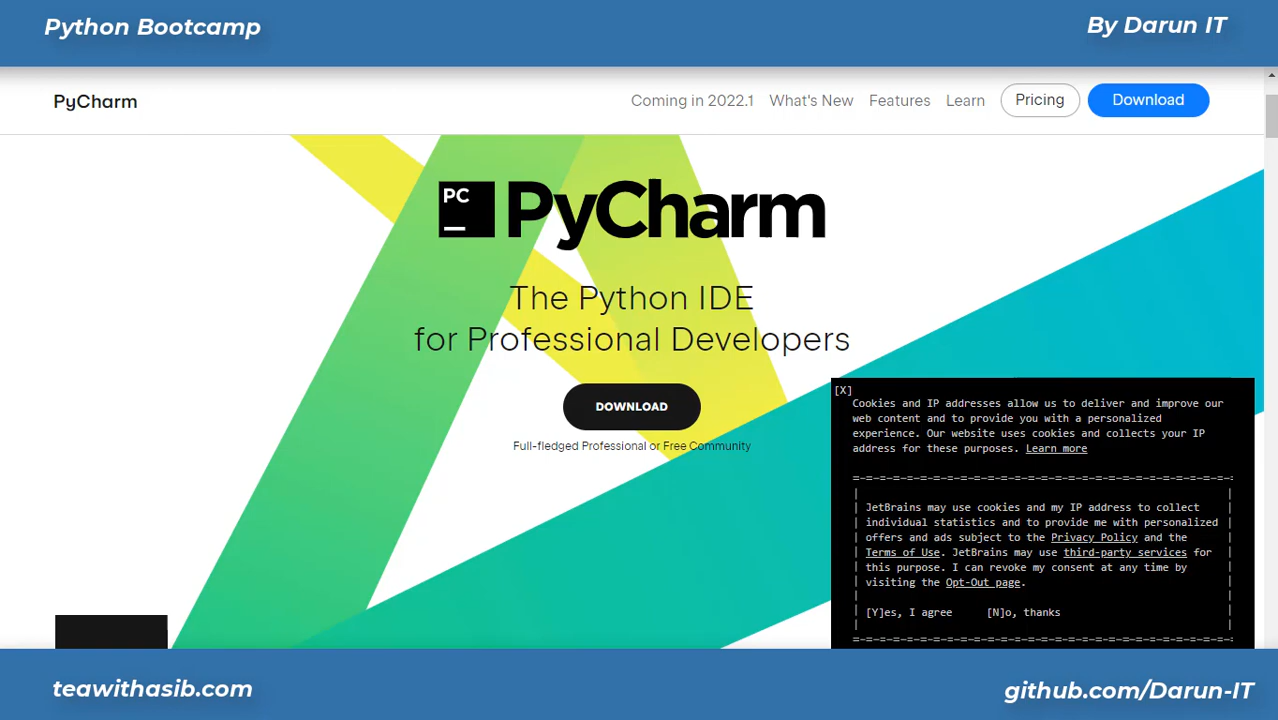 Python Bootcamp
By Darun IT
PyCharm
Coming in 2022.1 What's New Features Learn Pricing Download
PC PyCharm
The Python IDE
for Professional Developers
DOWNLOAD
Full-fledged Professional or Free Community
[X]
Cookies and IP addresses allow us to deliver and improve our
web content and to provide you with a personalized
experience. Our website uses cookies and collects your IP
address for these purposes. Learn more
JetBrains may use cookies and my IP address to collect
individual statistics and to provide me with personalized
offers and ads subject to the Privacy Policy and the
Terms of Use. JetBrains may use third-party services for
this purpose. I can revoke my consent at any time by
visiting the Opt-Out page.
[Y]es, I agree [N]o, thanks
teawithasib.com
github.com/Darun-IT